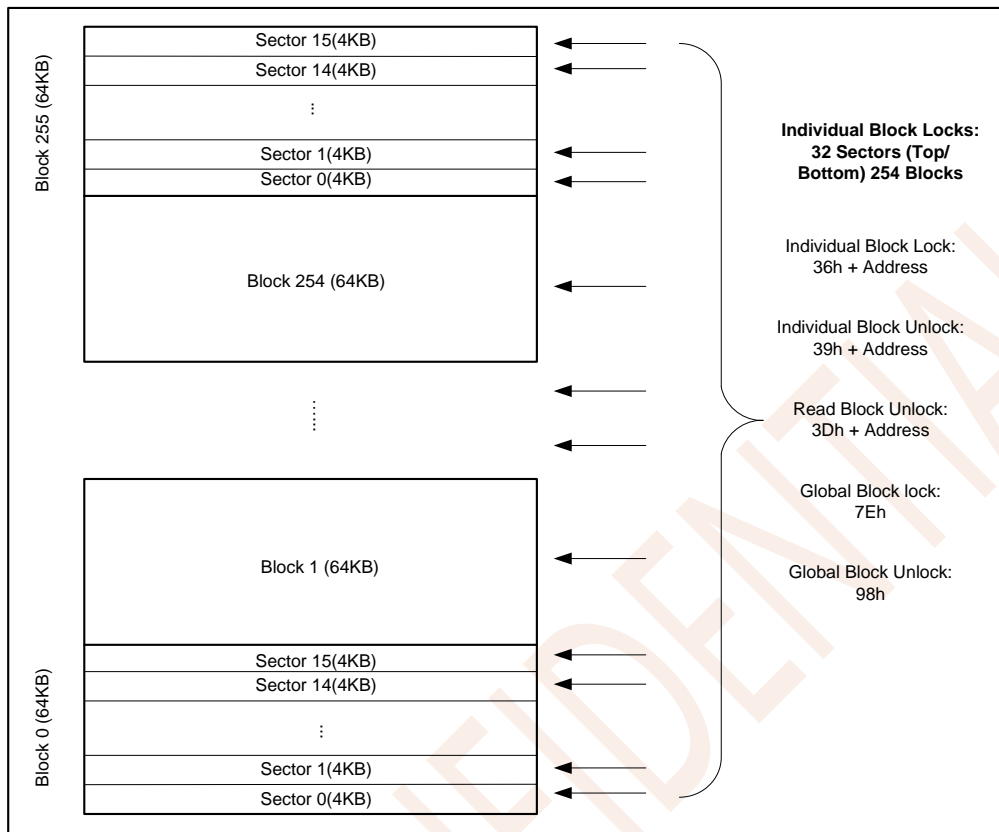 Block 255 (64KB)
Sector 15(4KB)
Sector 14(4KB)
...
Sector 1(4KB)
Sector 0(4KB)
Block 254 (64KB)
......
Block 1 (64KB)
Block 0 (64KB)
Sector 15(4KB)
Sector 14(4KB)
...
Sector 1(4KB)
Sector 0(4KB)
Individual Block Locks:
32 Sectors (Top/
Bottom) 254 Blocks
Individual Block Lock:
36h + Address
Individual Block Unlock:
39h + Address
Read Block Unlock:
3Dh + Address
Global Block lock:
7Eh
Global Block Unlock:
98h